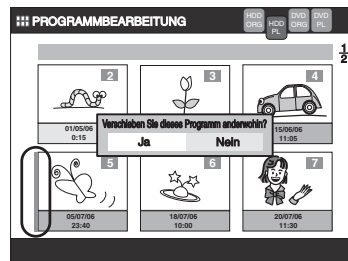 PROGRAMMBEARBEITUNG
HDD ORG
HDD PL
DVD ORG
DVD PL
1/2
2
3
4
Verschieben Sie dieses Programm anderwohin?
Ja Nein
01/05/06
0:15
15/06/06
11:05
5
6
7
05/07/06
23:40
18/07/06
10:00
20/07/06
11:30